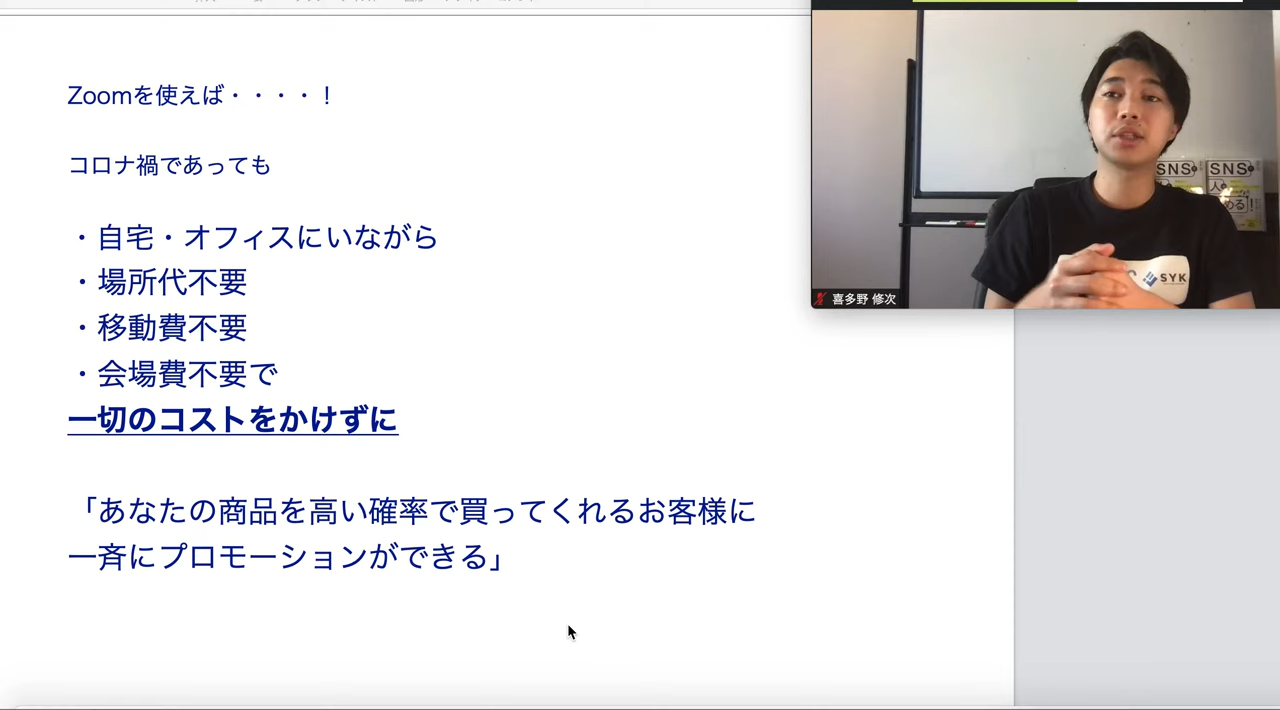 Zoomを使えば・・・・！
コロナ禍であっても
・自宅・オフィスにいながら
・場所代不要
・移動費不要
・会場費不要で
一切のコストをかけずに
「あなたの商品を高い確率で買ってくれるお客様に
一斉にプロモーションができる」
SNS
SNS
人
める!
SYK
喜多野 修次